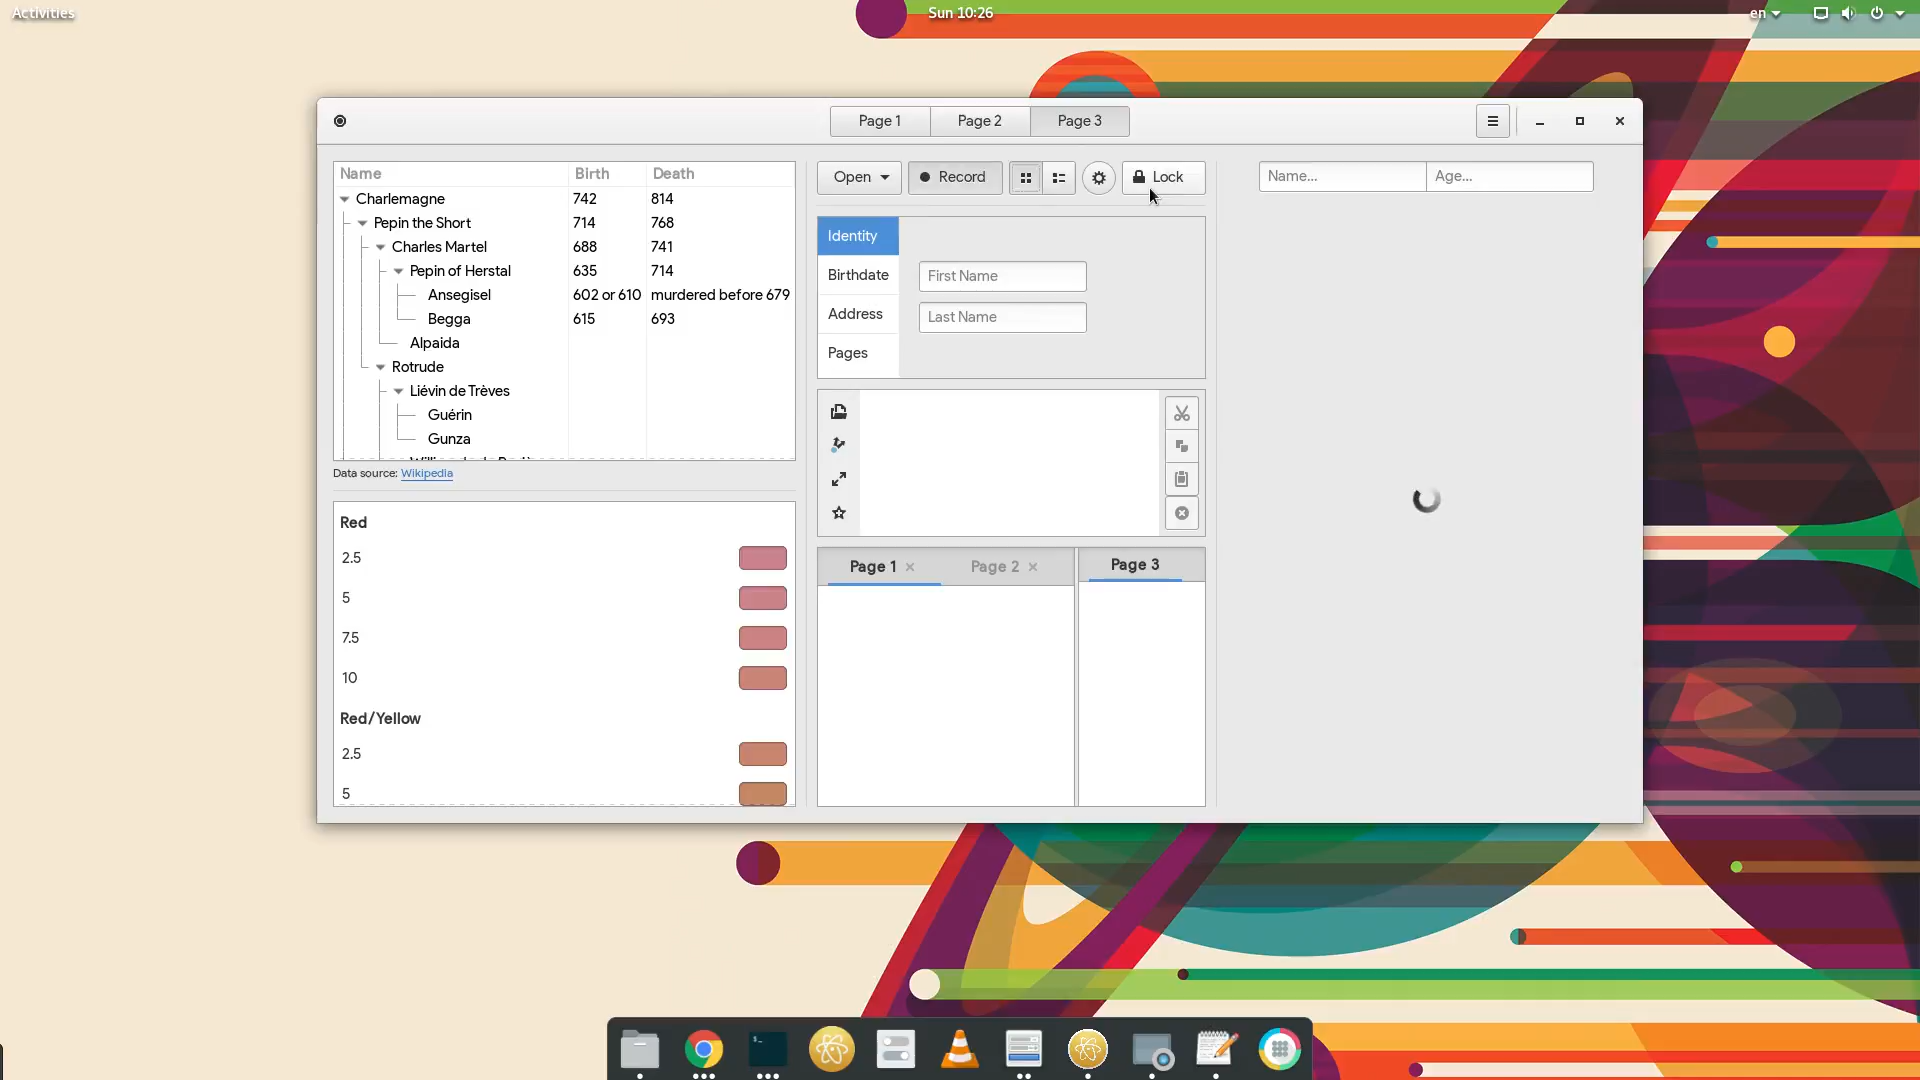 Activities
Sun 10:26
en
Page 1
Page 2
Page 3
Name
Birth
Death
Charlemagne 742 814
Pepin the Short 714 768
Charles Martel 688 741
Pepin of Herstal 635 714
Ansegisel 602 or 610 murdered before 679
Begga 615 693
Alpaida
Rotrude
Liévin de Trèves
Guérin
Gunza
Data source: Wikipedia
Red
2.5
5
7.5
10
Red/Yellow
2.5
5
Open
Record
Lock
Identity
Birthdate
Address
Pages
First Name
Last Name
Page 1
Page 2
Page 3
Name...
Age...